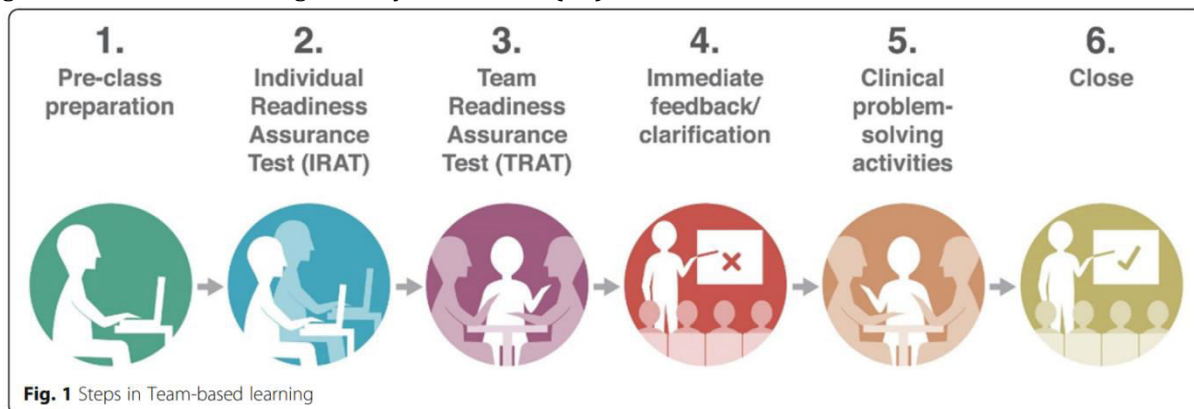 1.
Pre-class
preparation
2.
Individual
Readiness
Assurance
Test (IRAT)
3.
Team
Readiness
Assurance
Test (TRAT)
4.
Immediate
feedback/
clarification
5.
Clinical
problem-
solving
activities
6.
Close
Fig. 1 Steps in Team-based learning